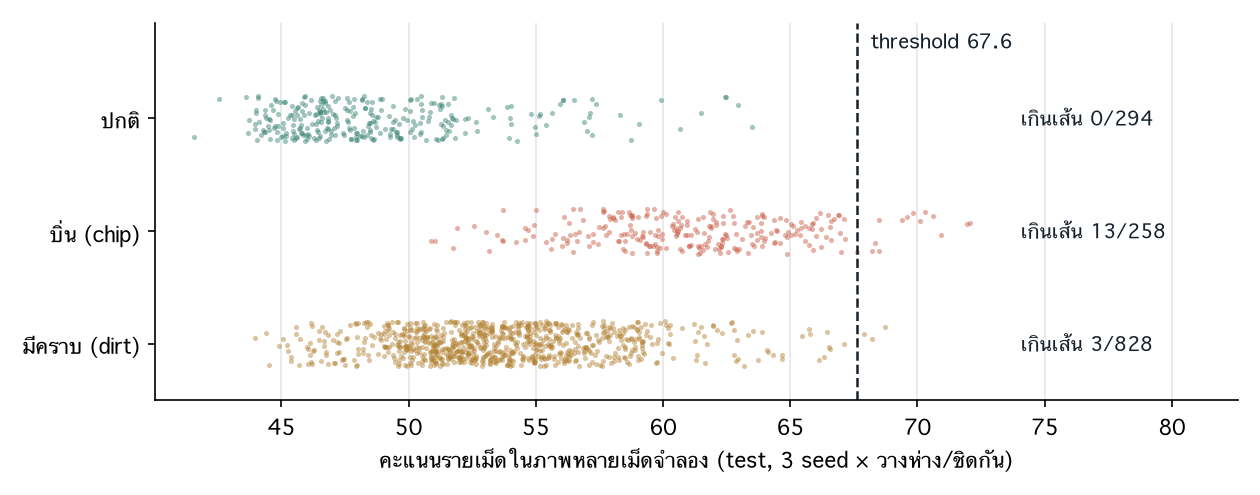 threshold 67.6
ปกติ
เกินเส้น 0/294
บิ่น (chip)
เกินเส้น 13/258
มีคราบ (dirt)
เกินเส้น 3/828
45 50 55 60 65 70 75 80
คะแนนรายเม็ดในภาพหลายเม็ดจำลอง (test, 3 seed × วางห่าง/ชิดกัน)